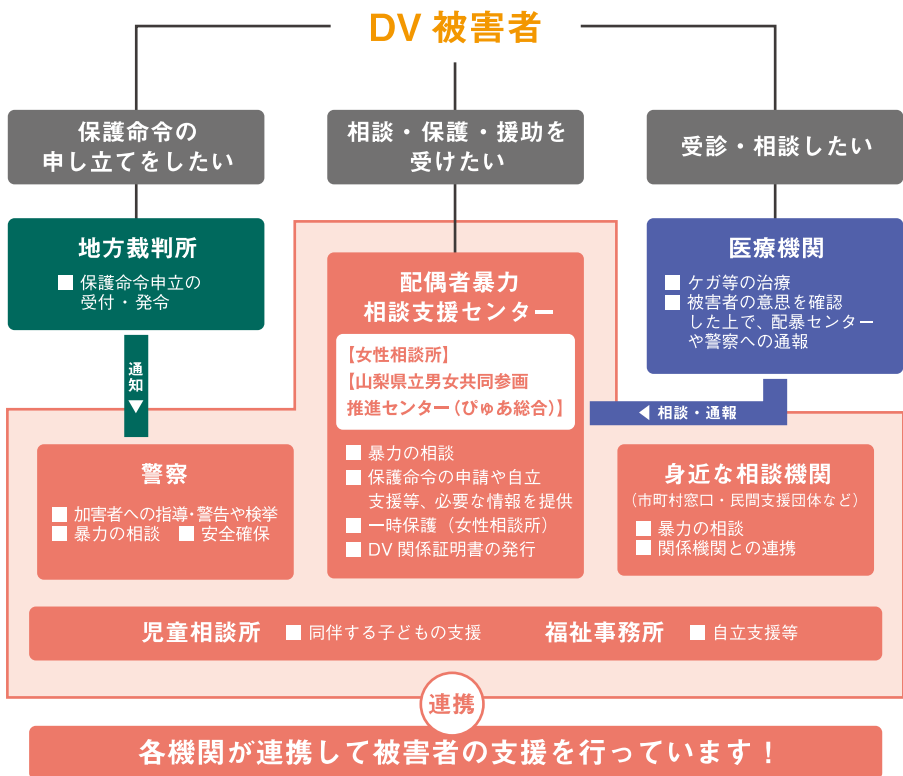 DV 被害者
保護命令の
申し立てをしたい
相談・保護・援助を
受けたい
受診・相談したい
地方裁判所
保護命令申立の
受付・発令
通知
配偶者暴力
相談支援センター
【女性相談所】
【山梨県立男女共同参画
推進センター（ぴゅあ総合）】
暴力の相談
保護命令の申請や自立
支援等、必要な情報を提供
一時保護（女性相談所）
DV 関係証明書の発行
医療機関
ケガ等の治療
被害者の意思を確認
した上で、配暴センター
や警察への通報
相談・通報
警察
加害者への指導・警告や検挙
暴力の相談 安全確保
身近な相談機関
（市町村窓口・民間支援団体など）
暴力の相談
関係機関との連携
児童相談所 同伴する子どもの支援 福祉事務所 自立支援等
連携
各機関が連携して被害者の支援を行っています！